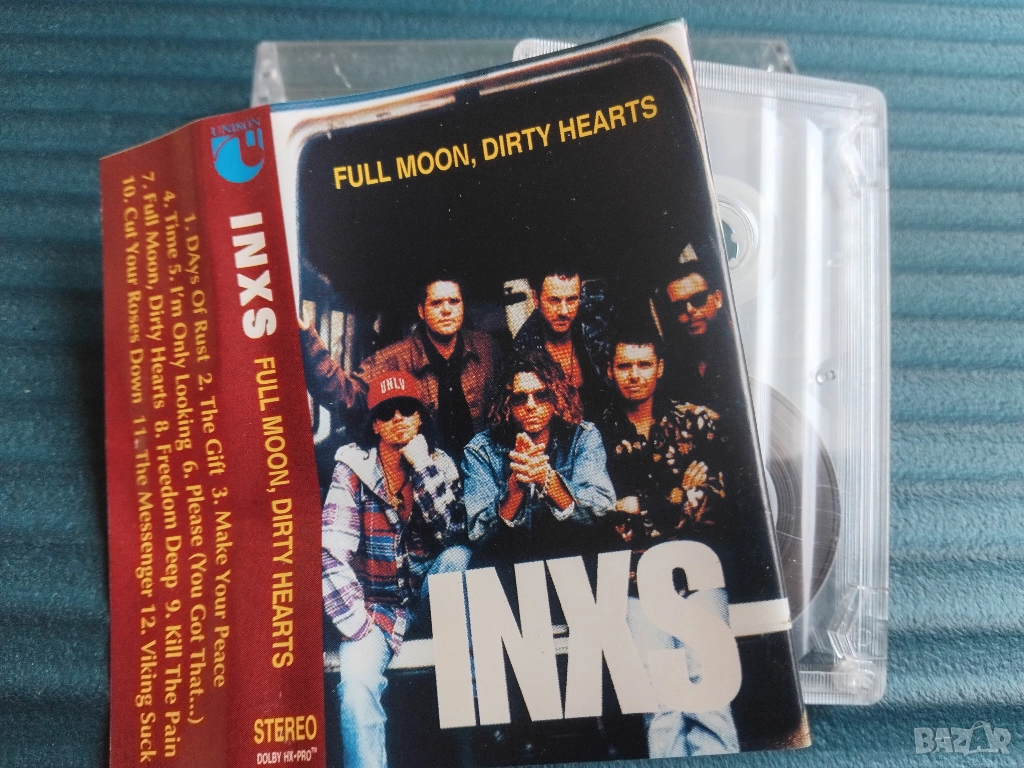 UNISON
INXS
FULL MOON, DIRTY HEARTS
STEREO
DOLBY HX-PRO™
1. DAys Of Rust 2. The Gift 3. Make Your Peace
4. Time 5. I'm Only Looking 6. Please (You Got That...)
7. Full Moon, Dirty Hearts 8. Freedom Deep 9. Kill The Pain
10. Cut Your Roses Down 11. The Messenger 12. Viking Suck
FULL MOON, DIRTY HEARTS
UNLV
INXS
BAZAR